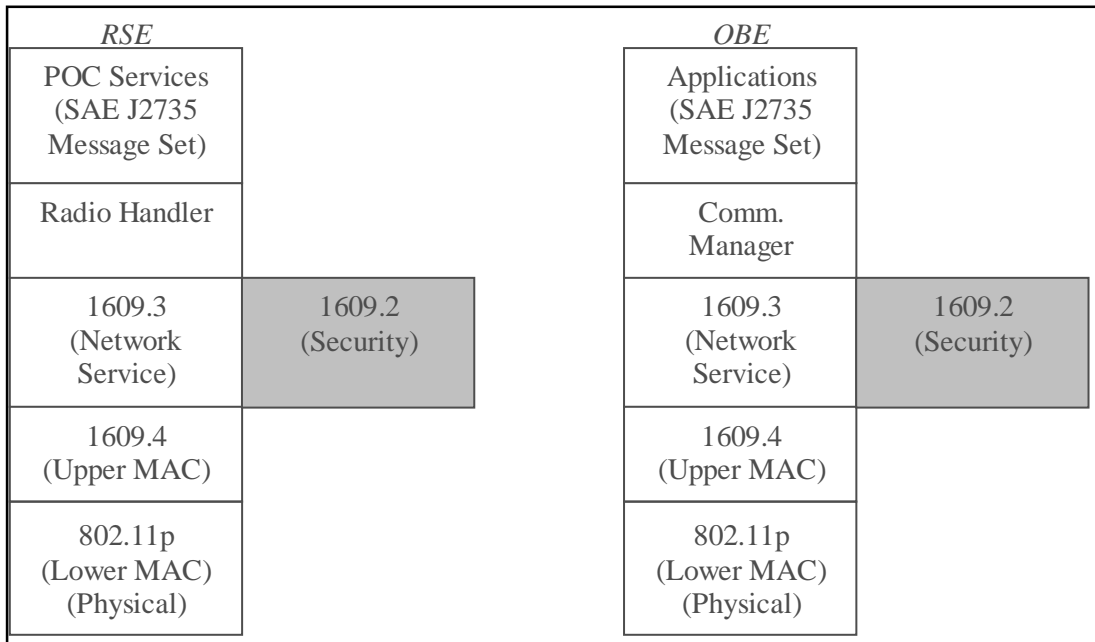 RSE
POC Services
(SAE J2735
Message Set)
Radio Handler
1609.3
(Network
Service)
1609.2
(Security)
1609.4
(Upper MAC)
802.11p
(Lower MAC)
(Physical)
OBE
Applications
(SAE J2735
Message Set)
Comm.
Manager
1609.3
(Network
Service)
1609.2
(Security)
1609.4
(Upper MAC)
802.11p
(Lower MAC)
(Physical)